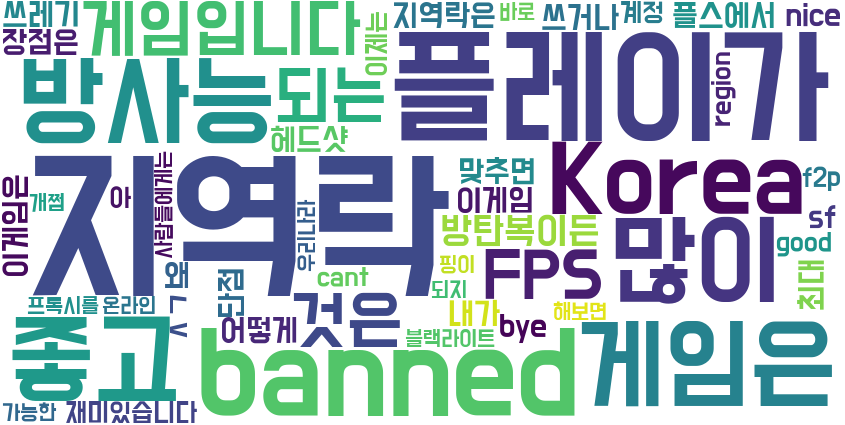 쓰레기
게임입니다
이제는
지역락은
바로
쓰거나
계정
플스에서
nice
장점은
방사능
되는
플레이가
region
헤드샷
지역락
Korea
맞추면
f2p
이게임은
개쩜
아
사람들에게는
우리나라
이게임
sf
방탄복이든
많이
good
왜
ㄱ
단점
cant
핑이
FPS
최대
되지
프록시를
온라인
것은
내가
bye
해보면
좋고
어떻게
블랙라이트
banned
게임은
가능한
재미있습니다